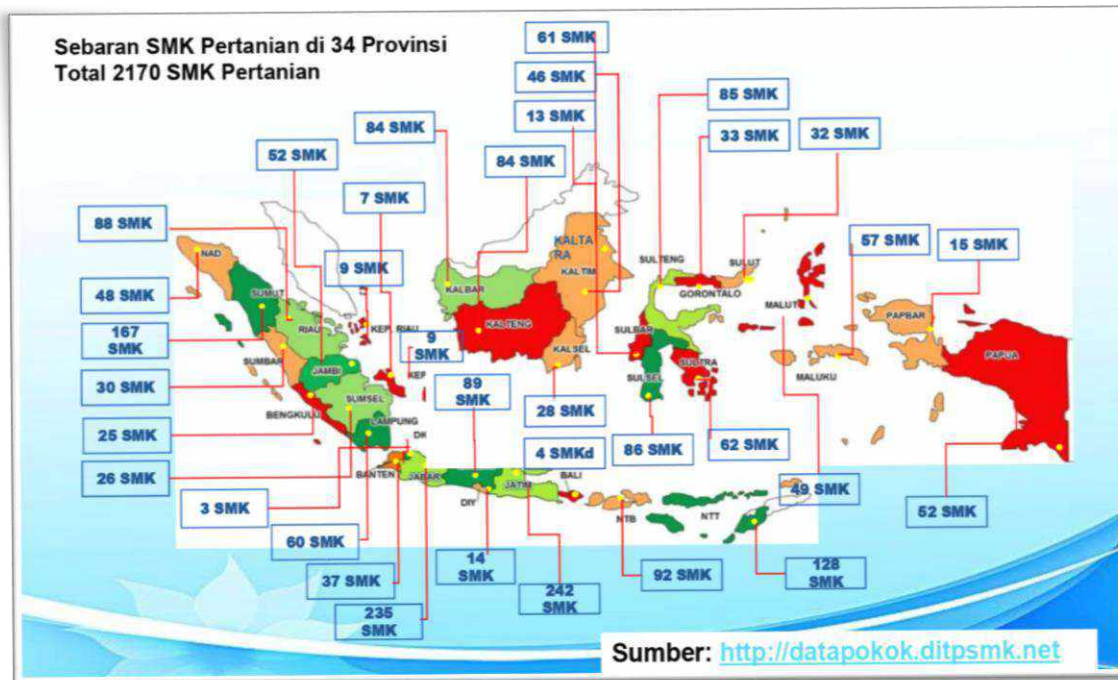 Sebaran SMK Pertanian di 34 Provinsi
Total 2170 SMK Pertanian
61 SMK
46 SMK
13 SMK
85 SMK
33 SMK
32 SMK
84 SMK
84 SMK
52 SMK
7 SMK
88 SMK
9 SMK
57 SMK
15 SMK
48 SMK
167
SMK
30 SMK
25 SMK
26 SMK
3 SMK
60 SMK
37 SMK
235
SMK
9
SMK
89
SMK
14
SMK
242
SMK
4 SMKd
28 SMK
86 SMK
62 SMK
92 SMK
49 SMK
128
SMK
52 SMK
NAD
SUMUT
RIAU
KEP. RIAU
SUMBAR
JAMBI
SUMSEL
BENGKULU
LAMPUNG
KEP
BANTEN
JABAR
DIY
JATIM
BALI
NTB
NTT
KALBAR
KALTENG
KALTA
RA
KALTIM
KALSEL
SULTENG
GORONTALO
SULUT
SULBAR
SULSEL
SULTRA
MALUT
MALUKU
PAPBAR
PAPUA
Sumber: http://datapokok.ditpsmk.net